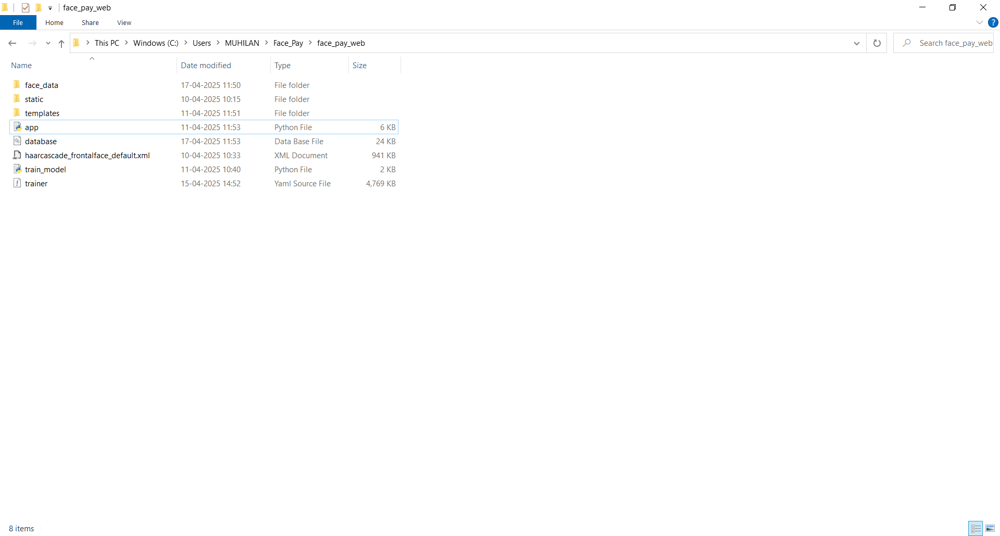 face_pay_web
File Home Share View ?
This PC Windows (C:) Users MUHILAN Face_Pay face_pay_web Search face_pay_web
Name Date modified Type Size
face_data 17-04-2025 11:50 File folder
static 10-04-2025 10:15 File folder
templates 11-04-2025 11:51 File folder
app 11-04-2025 11:53 Python File 6 KB
database 17-04-2025 11:53 Data Base File 24 KB
haarcascade_frontalface_default.xml 10-04-2025 10:33 XML Document 941 KB
train_model 11-04-2025 10:40 Python File 2 KB
trainer 15-04-2025 14:52 Yaml Source File 4,769 KB
8 items